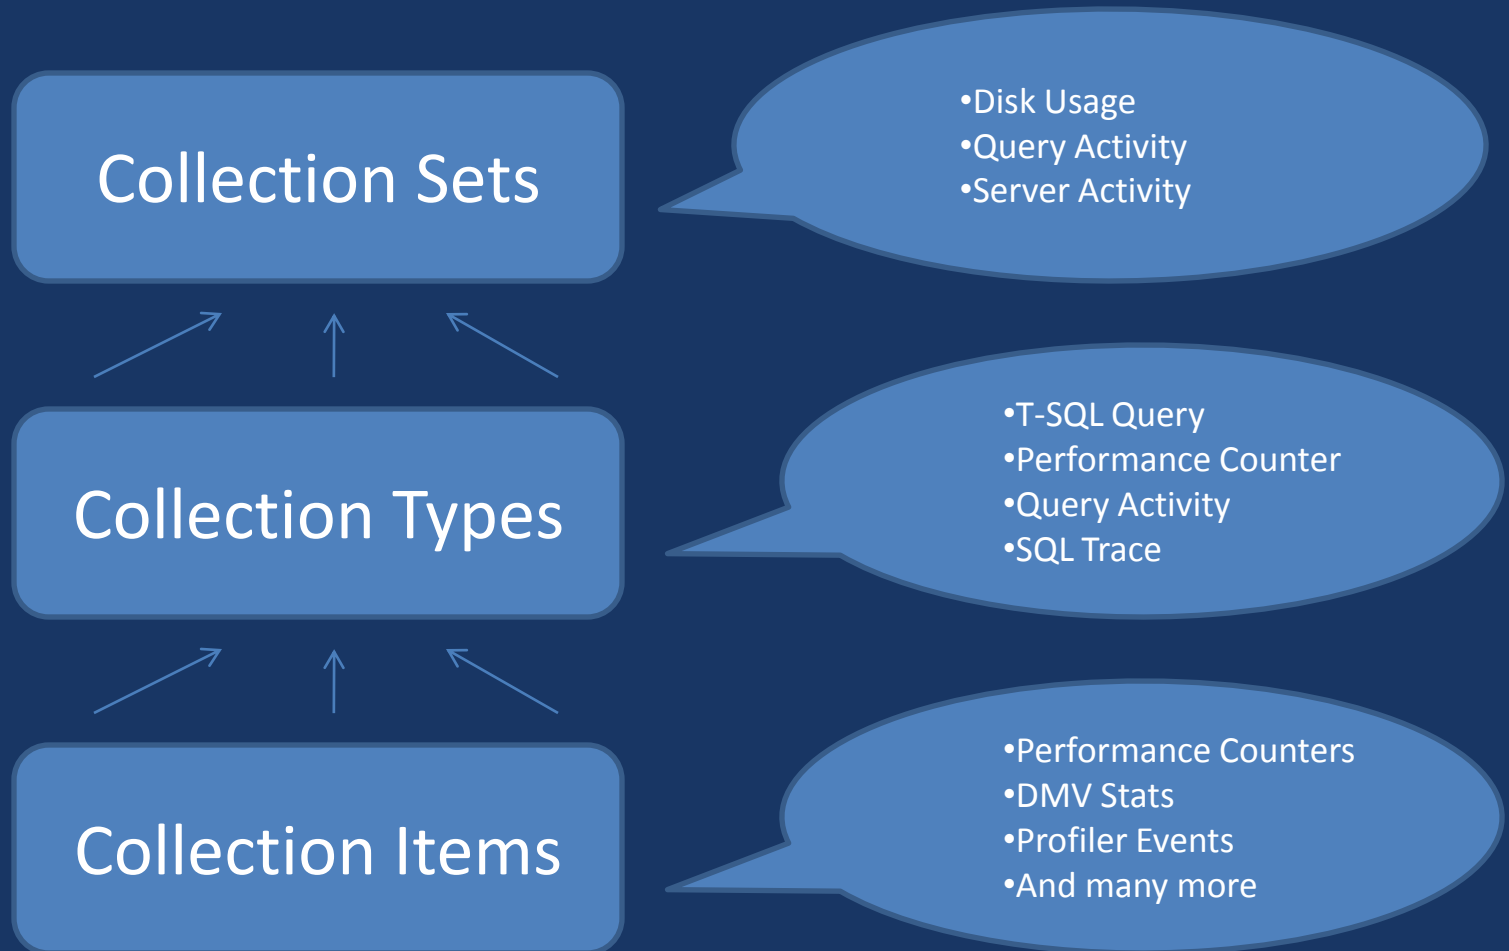 Collection Sets
•Disk Usage
•Query Activity
•Server Activity
Collection Types
•T-SQL Query
•Performance Counter
•Query Activity
•SQL Trace
Collection Items
•Performance Counters
•DMV Stats
•Profiler Events
•And many more